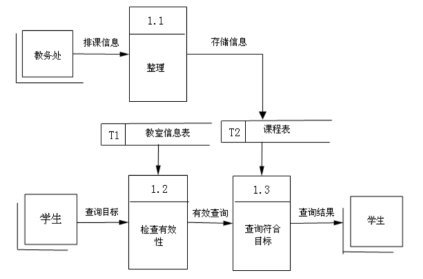 1.1
教务处
排课信息
整理
存储信息
T1
教室信息表
T2
课程表
学生
查询目标
1.2
检查有效
性
有效查询
1.3
查询符合
目标
查询结果
学生